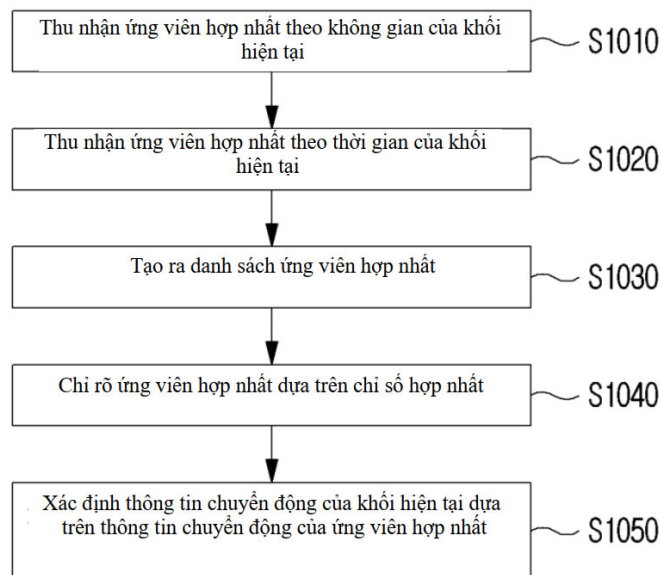 Thu nhận ứng viên hợp nhất theo không gian của khối
hiện tại
S1010
Thu nhận ứng viên hợp nhất theo thời gian của khối
hiện tại
S1020
Tạo ra danh sách ứng viên hợp nhất
S1030
Chỉ rõ ứng viên hợp nhất dựa trên chỉ số hợp nhất
S1040
Xác định thông tin chuyển động của khối hiện tại dựa
trên thông tin chuyển động của ứng viên hợp nhất
S1050